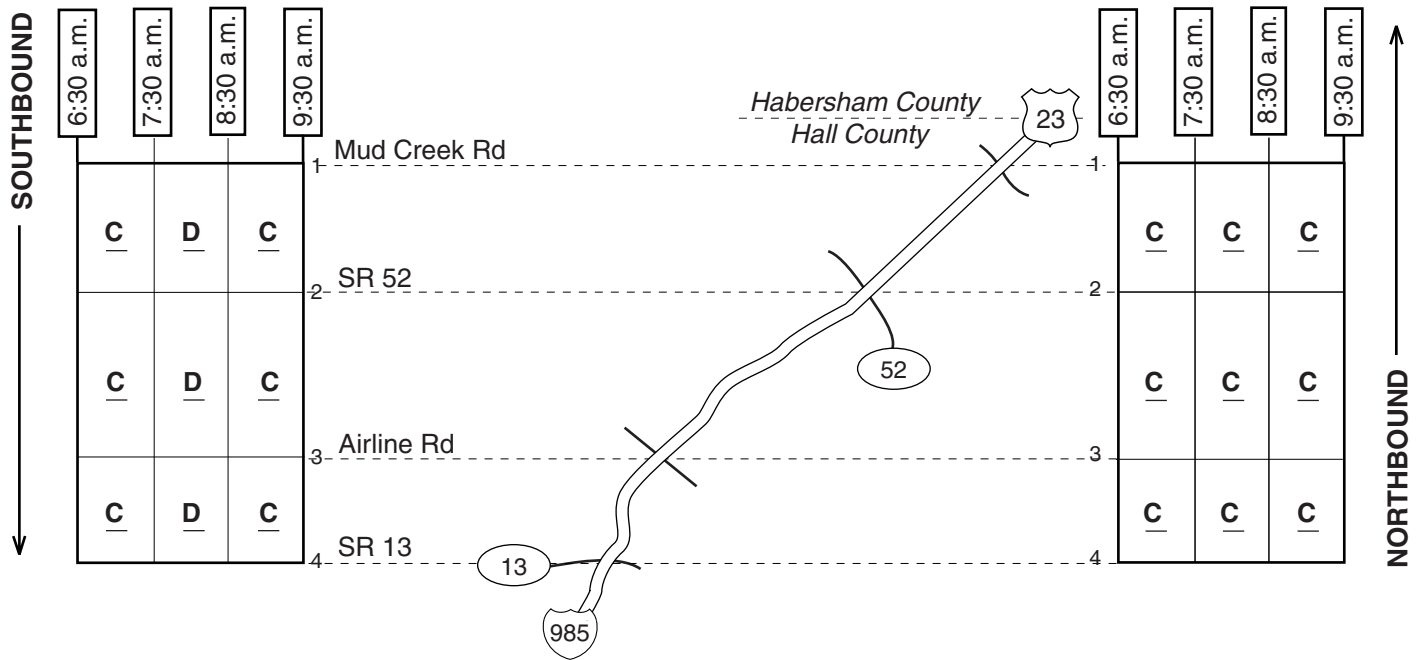 SOUTHBOUND
6:30 a.m.
7:30 a.m.
8:30 a.m.
9:30 a.m.
Habersham County
Hall County
23
6:30 a.m.
7:30 a.m.
8:30 a.m.
9:30 a.m.
NORTHBOUND
1 Mud Creek Rd 1
C D C C C C
2 SR 52 2
52
C D C C C C
3 Airline Rd 3
C D C C C C
4 SR 13 4
13
985